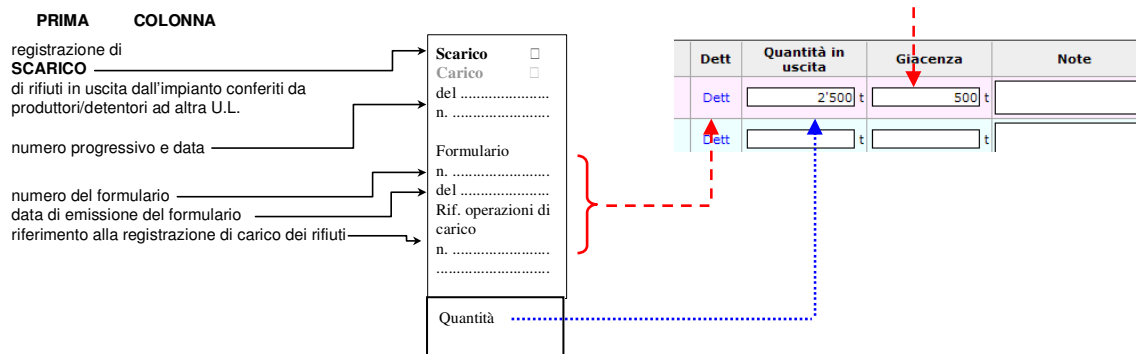 PRIMA COLONNA
registrazione di
SCARICO
di rifiuti in uscita dall'impianto conferiti da
produttori/detentori ad altra U.L.
numero progressivo e data
numero del formulario
data di emissione del formulario
riferimento alla registrazione di carico dei rifiuti
Scarico □
Carico □
del ......................
n. ........................
Formulario
n. ........................
del ......................
Rif. operazioni di
carico
n. ........................
............................
Quantità
Dett Quantità in uscita Giacenza Note
Dett 2'500 t 500 t
Dett t t